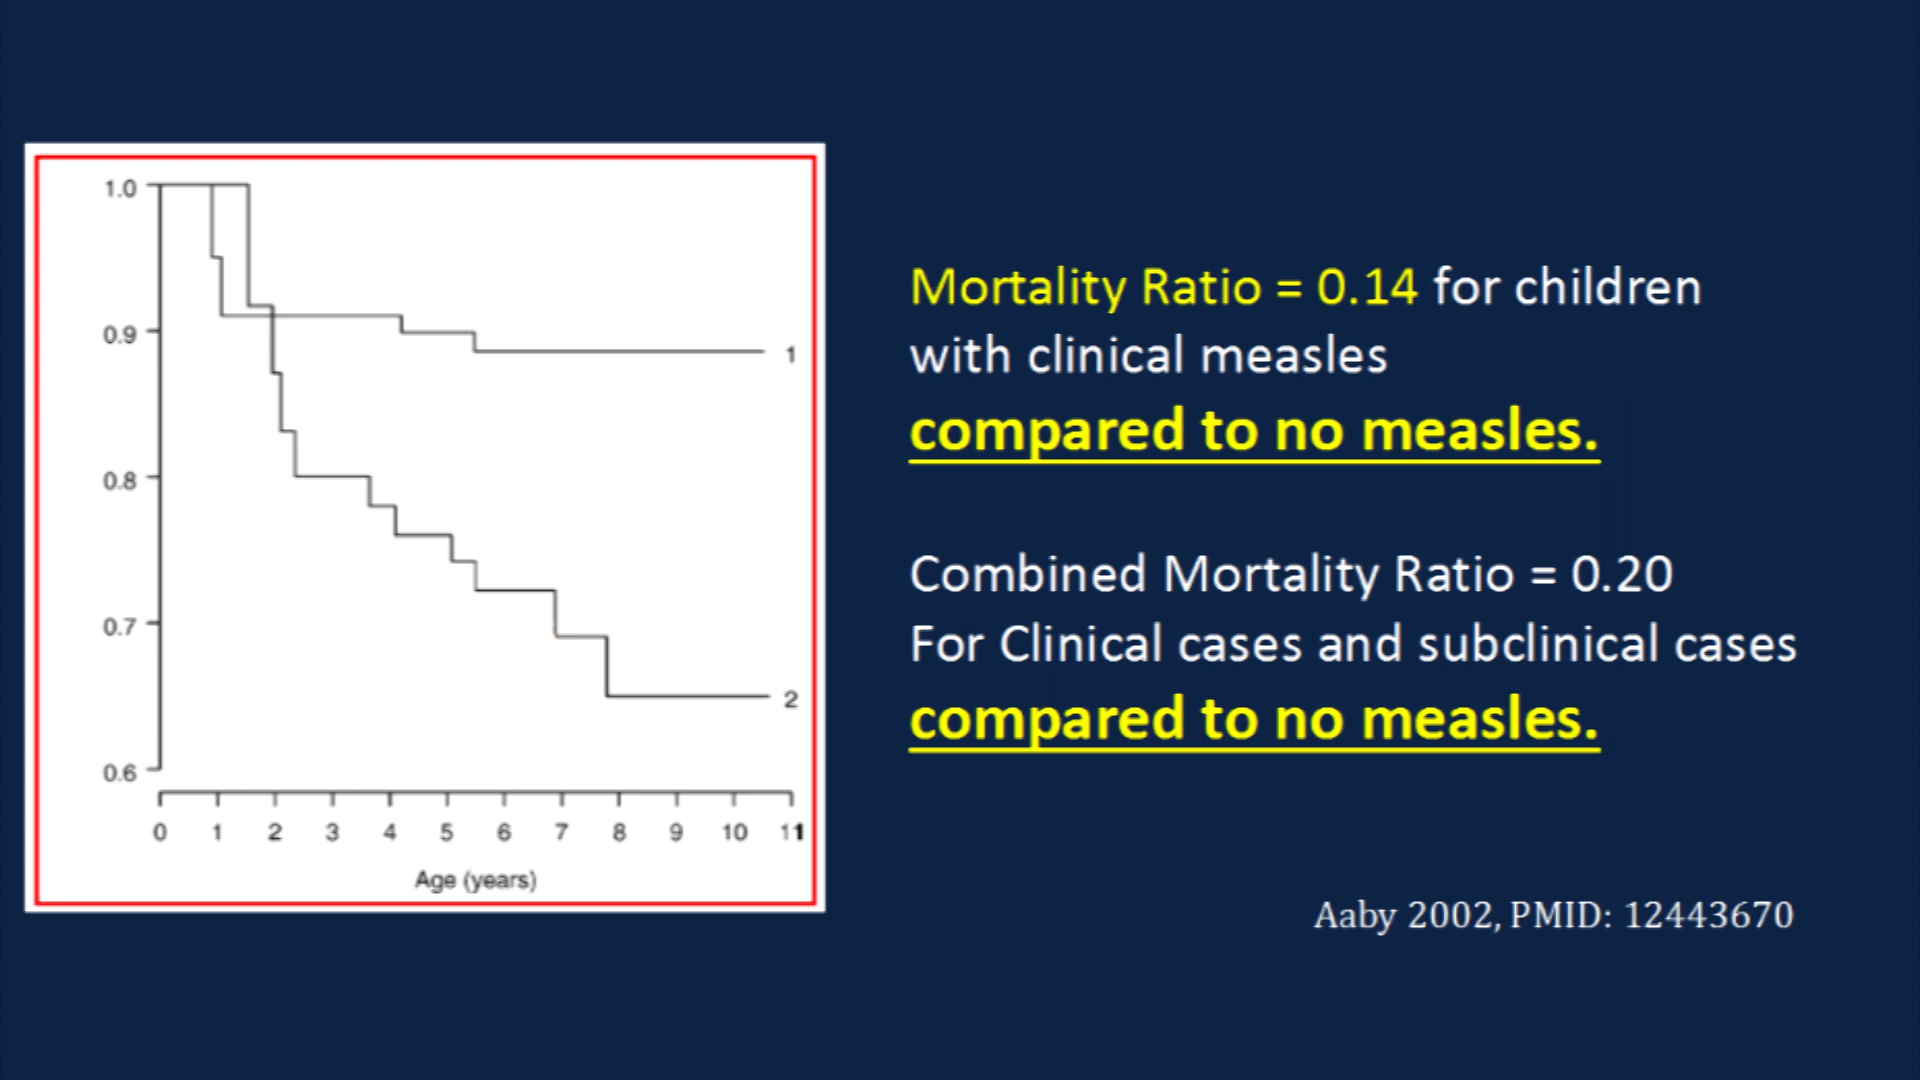 1.0
0.9
0.8
0.7
0.6
1
2
0 1 2 3 4 5 6 7 8 9 10 11
Age (years)
Mortality Ratio = 0.14 for children
with clinical measles
compared to no measles.
Combined Mortality Ratio = 0.20
For Clinical cases and subclinical cases
compared to no measles.
Aaby 2002, PMID: 12443670